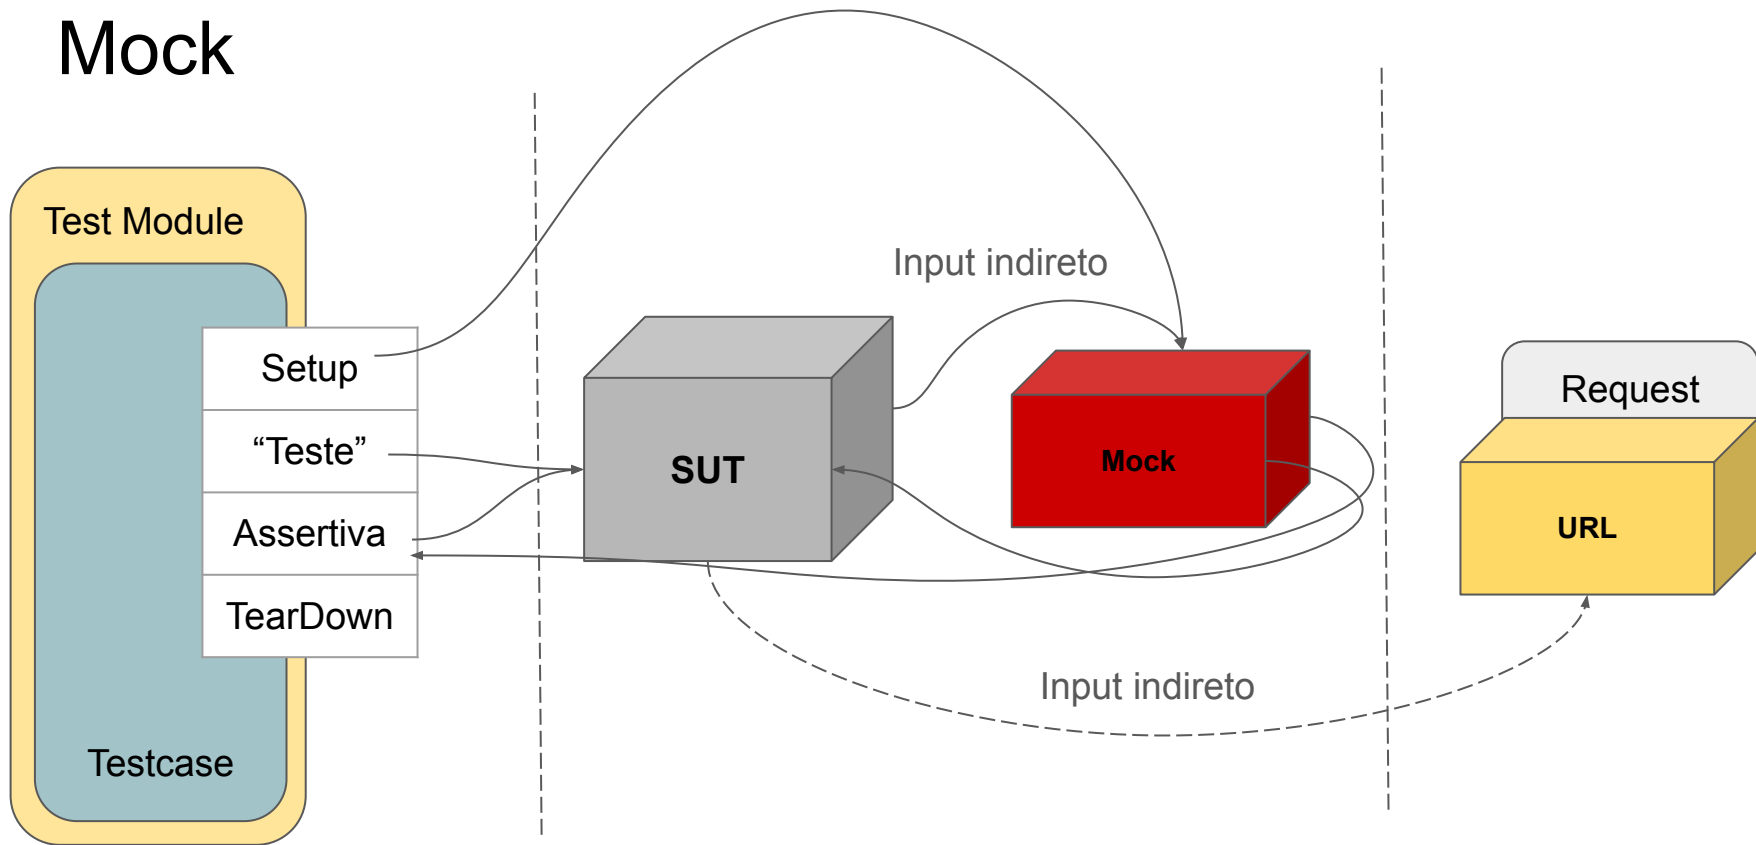 Mock
Test Module
Input indireto
Setup
“Teste”
Assertiva
TearDown
Testcase
SUT
Mock
Request
URL
Input indireto